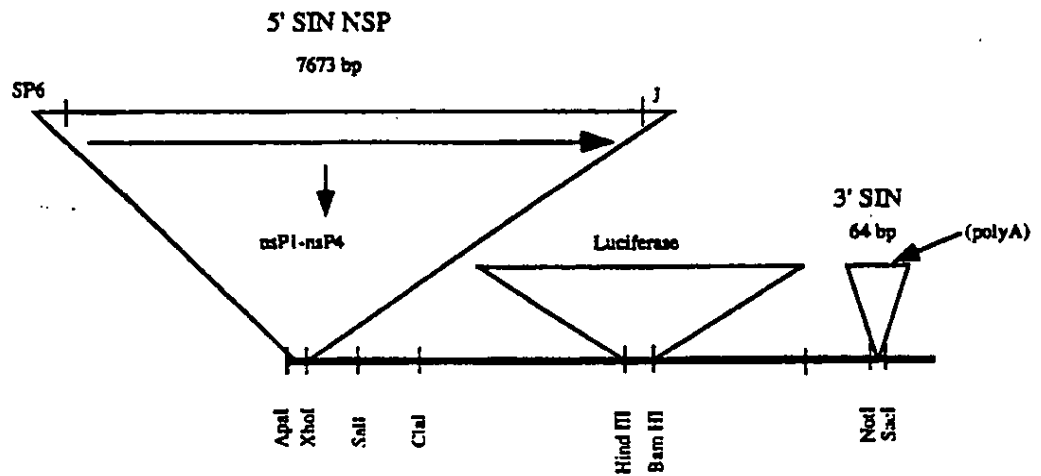 5' SIN NSP
7673 bp
SP6
J
nsP1-nsP4
Luciferase
3' SIN
64 bp
(polyA)
ApaI
XhoI
SalI
ClaI
Hind III
Bam HI
NotI
SacI